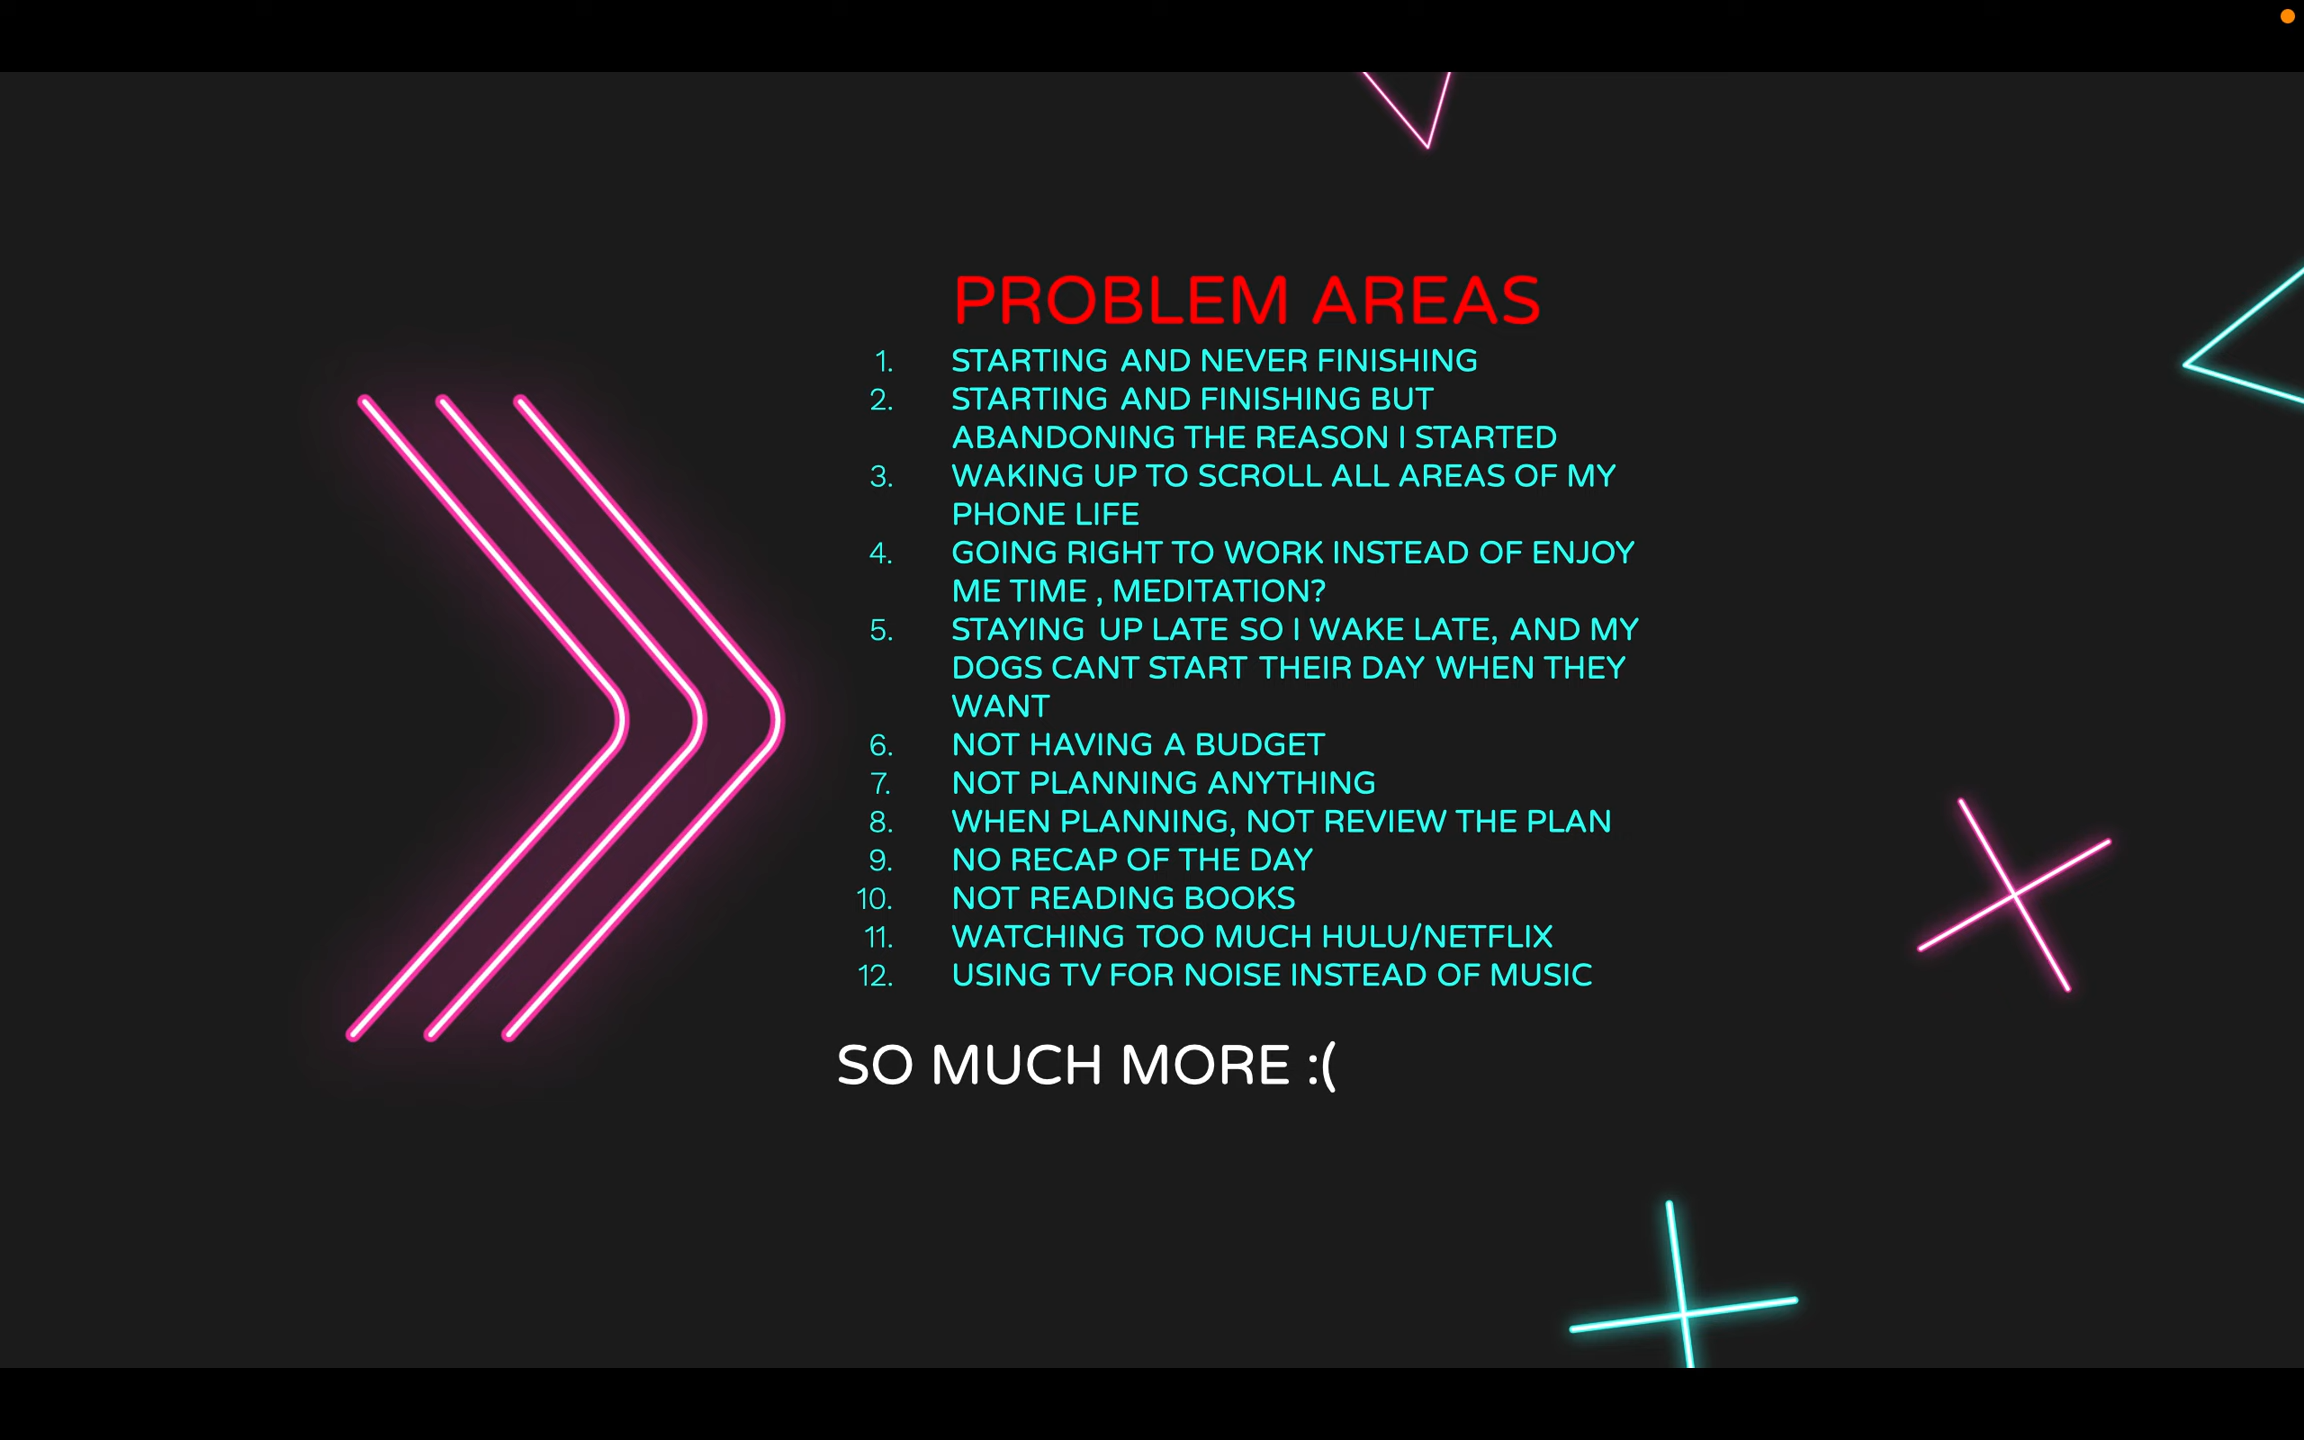 PROBLEM AREAS
1. STARTING AND NEVER FINISHING
2. STARTING AND FINISHING BUT
ABANDONING THE REASON I STARTED
3. WAKING UP TO SCROLL ALL AREAS OF MY
PHONE LIFE
4. GOING RIGHT TO WORK INSTEAD OF ENJOY
ME TIME , MEDITATION?
5. STAYING UP LATE SO I WAKE LATE, AND MY
DOGS CANT START THEIR DAY WHEN THEY
WANT
6. NOT HAVING A BUDGET
7. NOT PLANNING ANYTHING
8. WHEN PLANNING, NOT REVIEW THE PLAN
9. NO RECAP OF THE DAY
10. NOT READING BOOKS
11. WATCHING TOO MUCH HULU/NETFLIX
12. USING TV FOR NOISE INSTEAD OF MUSIC
SO MUCH MORE :(